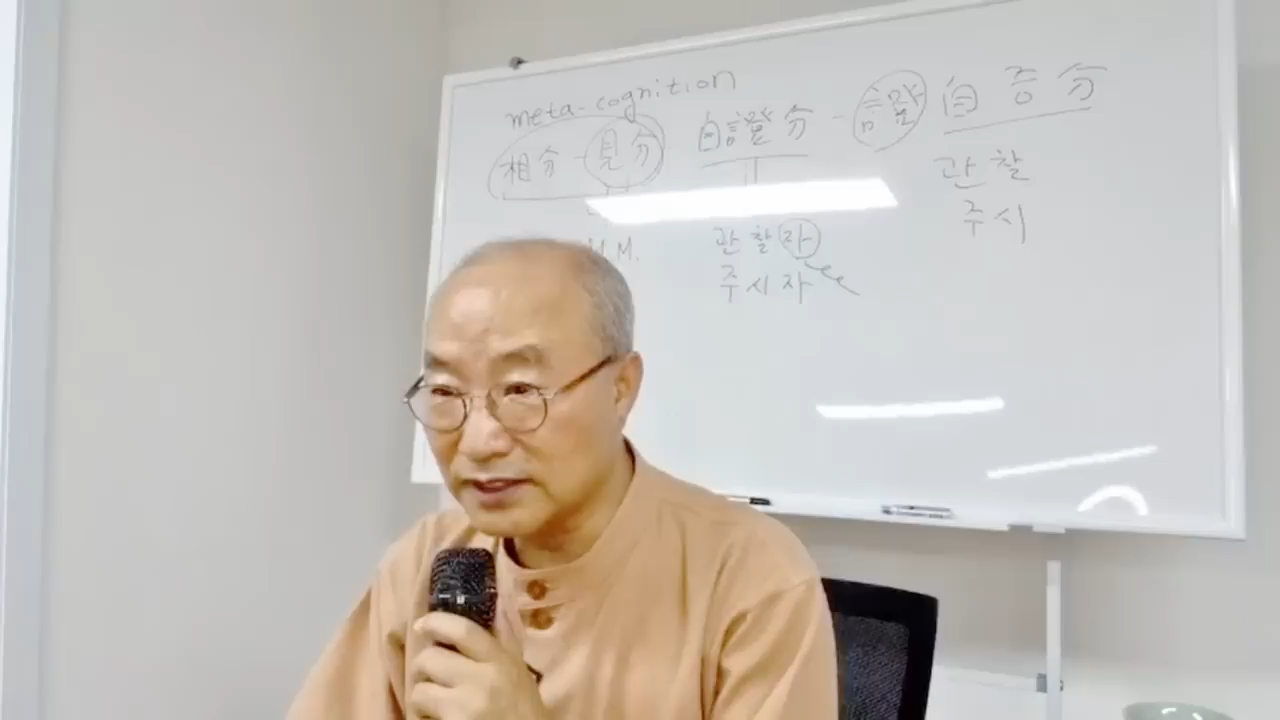 meta-cognition
相分 - 見分 自證分 - 證自증分
관찰자 관찰
주시자 주시
M.